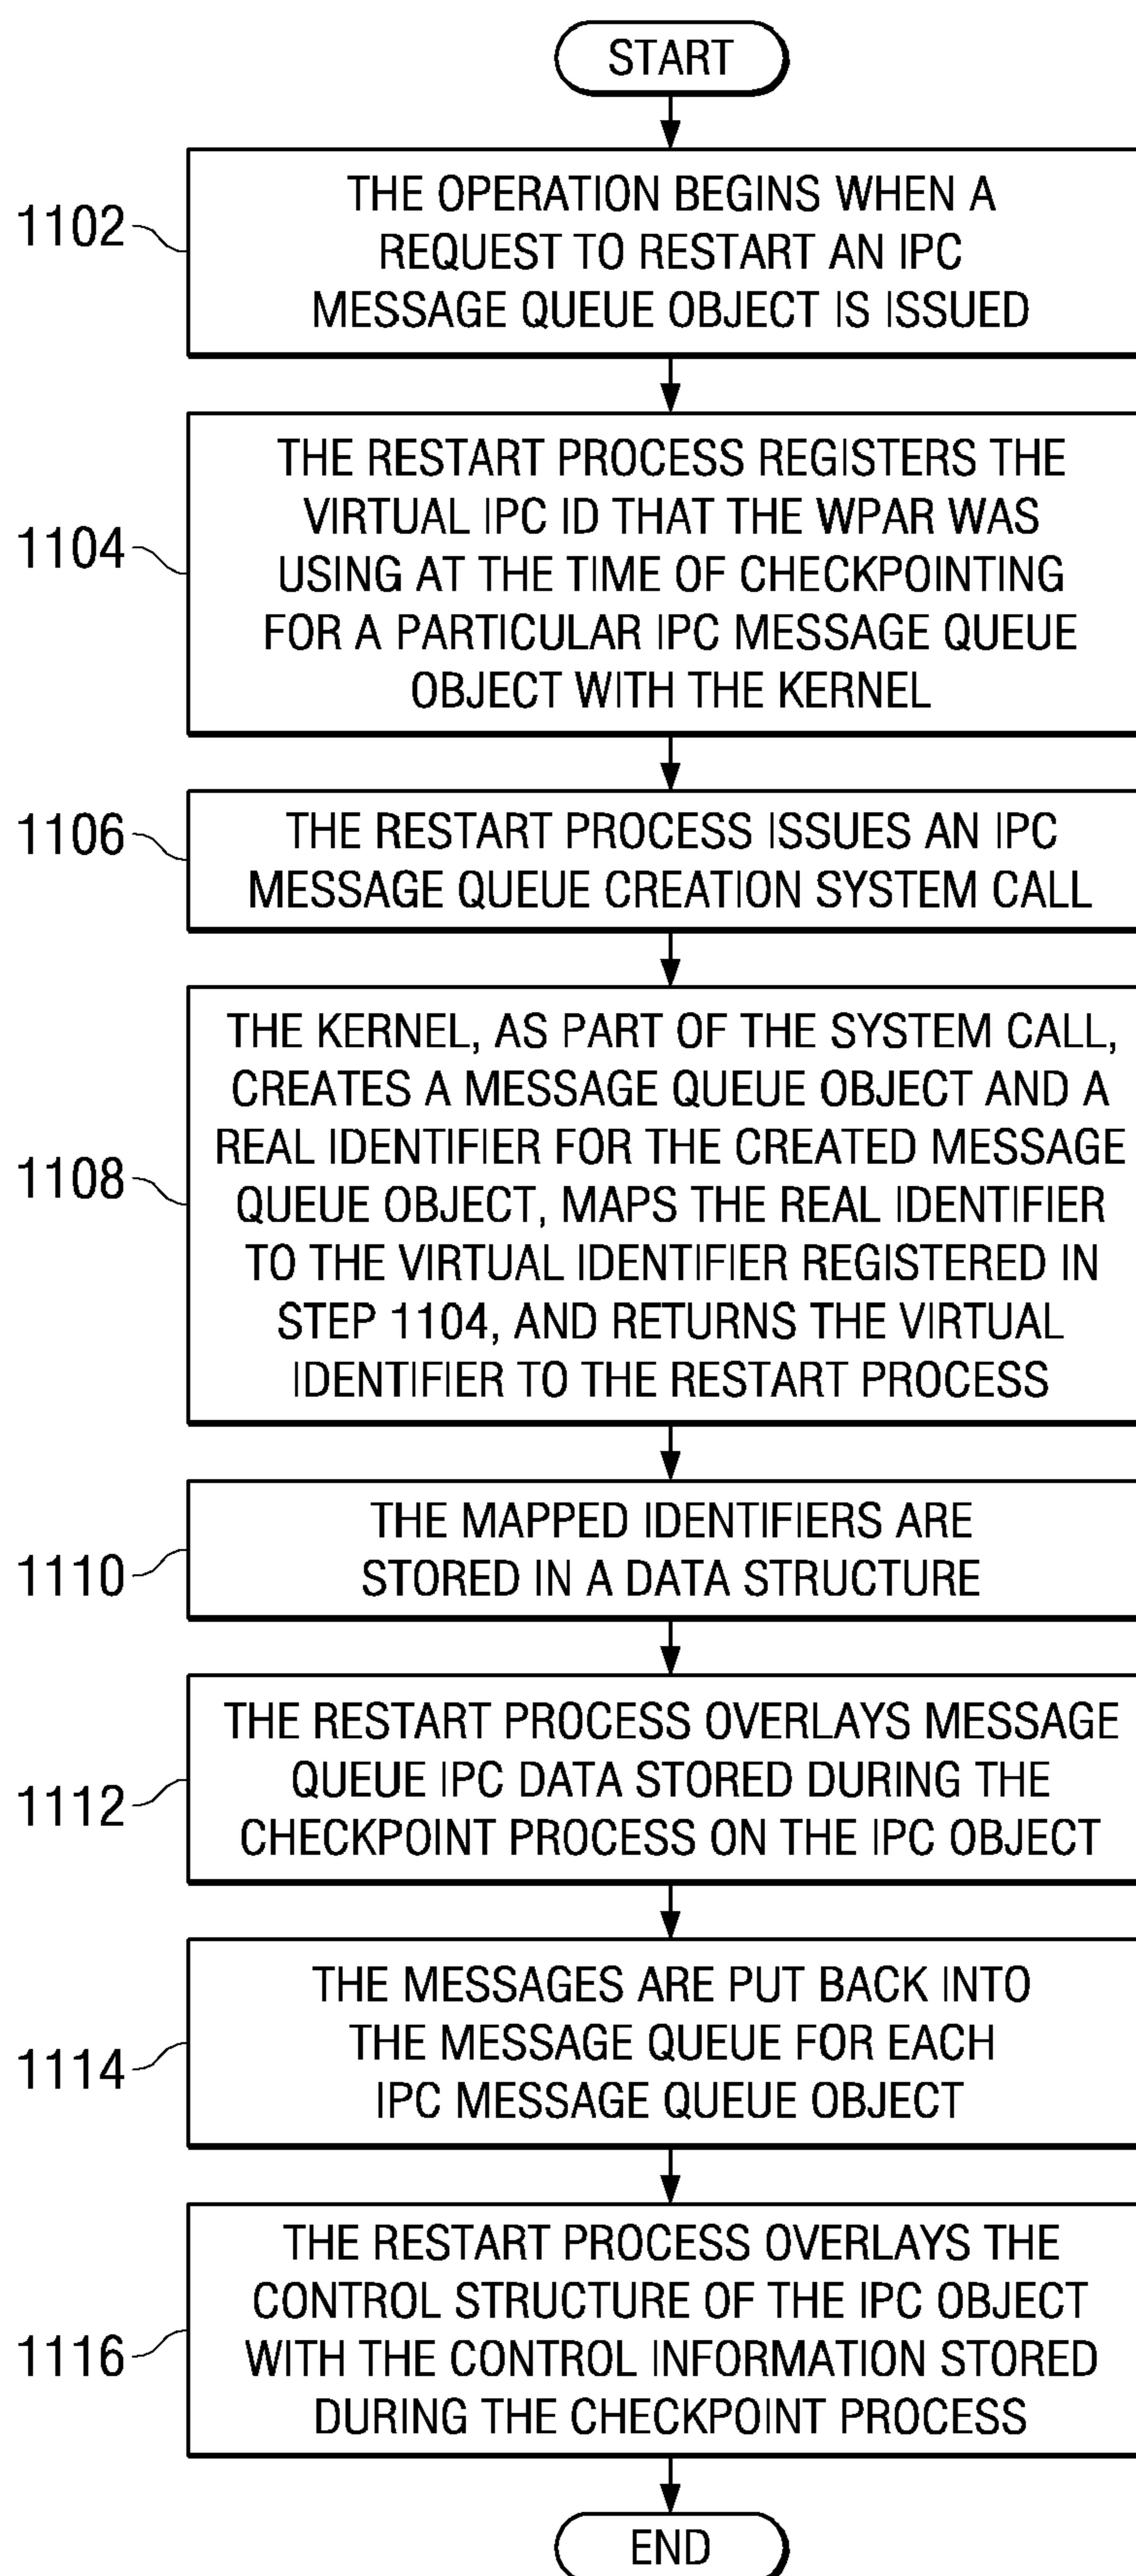 START
1102
THE OPERATION BEGINS WHEN A
REQUEST TO RESTART AN IPC
MESSAGE QUEUE OBJECT IS ISSUED
1104
THE RESTART PROCESS REGISTERS THE
VIRTUAL IPC ID THAT THE WPAR WAS
USING AT THE TIME OF CHECKPOINTING
FOR A PARTICULAR IPC MESSAGE QUEUE
OBJECT WITH THE KERNEL
1106
THE RESTART PROCESS ISSUES AN IPC
MESSAGE QUEUE CREATION SYSTEM CALL
1108
THE KERNEL, AS PART OF THE SYSTEM CALL,
CREATES A MESSAGE QUEUE OBJECT AND A
REAL IDENTIFIER FOR THE CREATED MESSAGE
QUEUE OBJECT, MAPS THE REAL IDENTIFIER
TO THE VIRTUAL IDENTIFIER REGISTERED IN
STEP 1104, AND RETURNS THE VIRTUAL
IDENTIFIER TO THE RESTART PROCESS
1110
THE MAPPED IDENTIFIERS ARE
STORED IN A DATA STRUCTURE
1112
THE RESTART PROCESS OVERLAYS MESSAGE
QUEUE IPC DATA STORED DURING THE
CHECKPOINT PROCESS ON THE IPC OBJECT
1114
THE MESSAGES ARE PUT BACK INTO
THE MESSAGE QUEUE FOR EACH
IPC MESSAGE QUEUE OBJECT
1116
THE RESTART PROCESS OVERLAYS THE
CONTROL STRUCTURE OF THE IPC OBJECT
WITH THE CONTROL INFORMATION STORED
DURING THE CHECKPOINT PROCESS
END